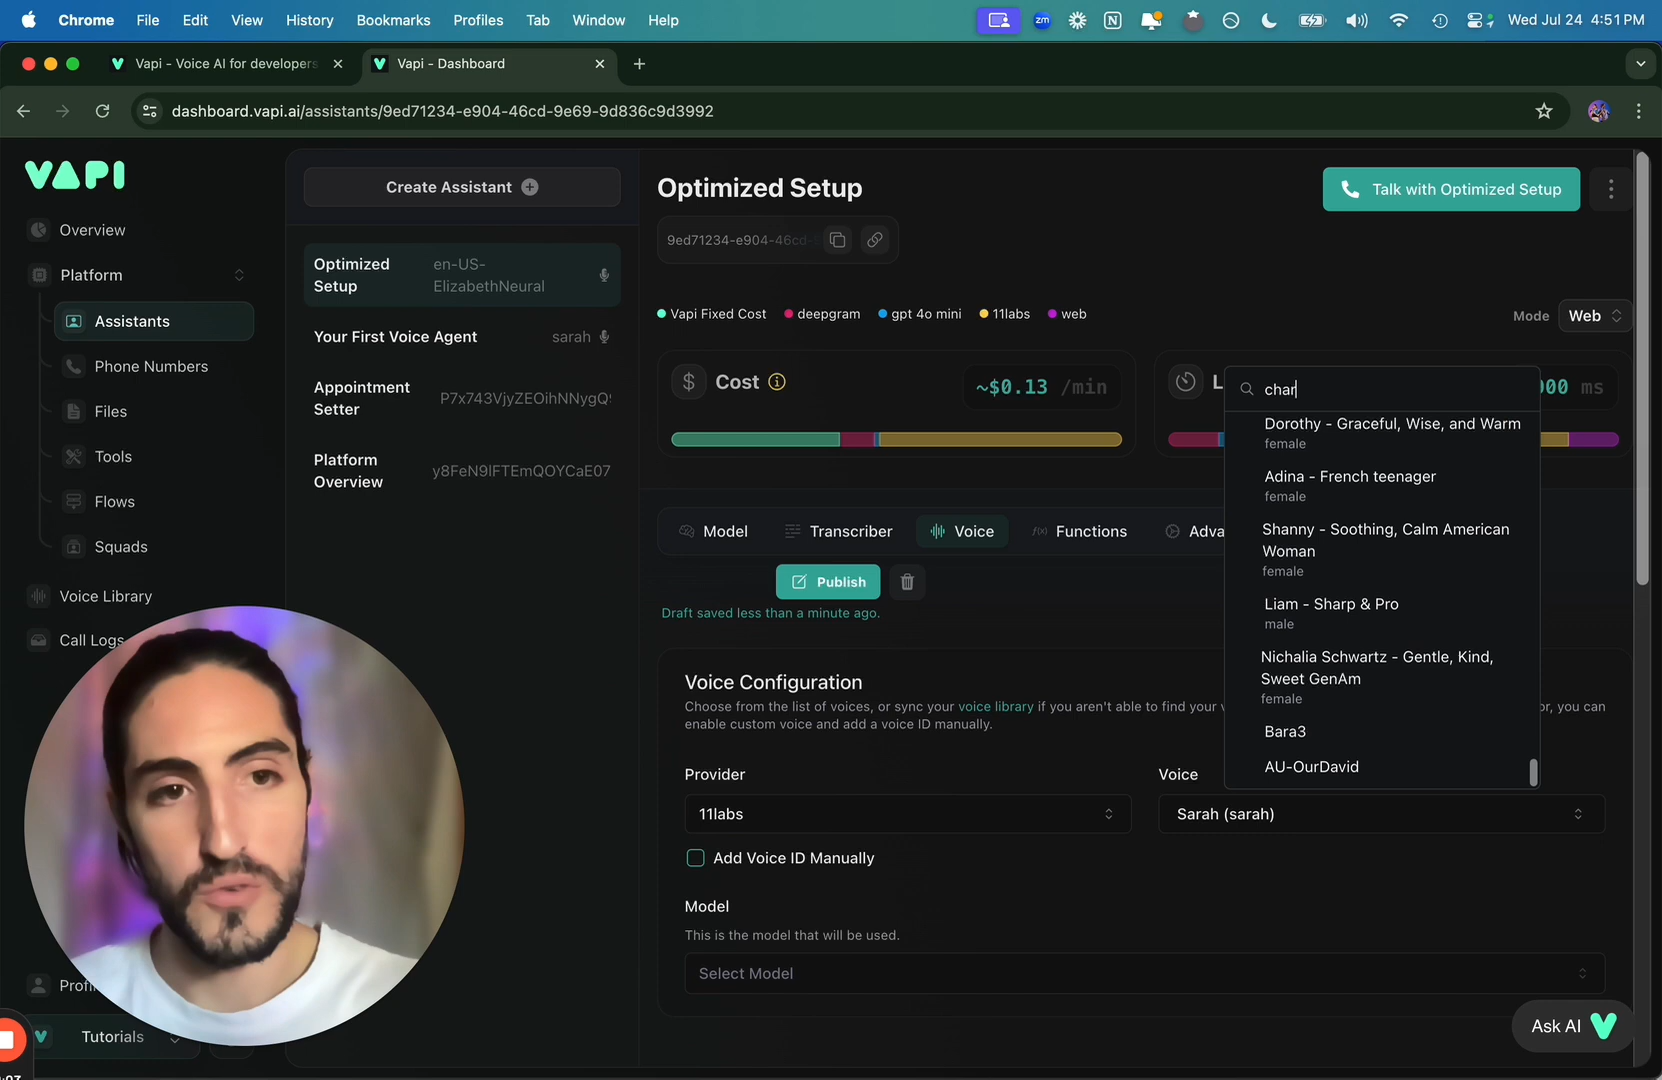 Chrome
File
Edit
View
History
Bookmarks
Profiles
Tab
Window
Help
zm
Wed Jul 24 4:51 PM
Vapi - Voice AI for developers
Vapi - Dashboard
dashboard.vapi.ai/assistants/9ed71234-e904-46cd-9e69-9d836c9d3992
VAPI
Overview
Platform
Assistants
Phone Numbers
Files
Tools
Flows
Squads
Voice Library
Call Logs
Tutorials
Create Assistant
Optimized
Setup
en-US-
ElizabethNeural
Your First Voice Agent
sarah
Appointment
Setter
P7x743VjyZEOihNNygQ
Platform
Overview
y8FeN9lFTEmQOYCaE07
Optimized Setup
Talk with Optimized Setup
9ed71234-e904-46cd-
Vapi Fixed Cost
deepgram
gpt 4o mini
11labs
web
Mode
Web
$ Cost
~$0.13 /min
ms
char
Dorothy - Graceful, Wise, and Warm
female
Adina - French teenager
female
Shanny - Soothing, Calm American
Woman
female
Liam - Sharp & Pro
male
Nichalia Schwartz - Gentle, Kind,
Sweet GenAm
female
Bara3
AU-OurDavid
Model
Transcriber
Voice
f(x) Functions
Adva
Publish
Draft saved less than a minute ago.
Voice Configuration
Choose from the list of voices, or sync your voice library if you aren't able to find your v
or, you can
enable custom voice and add a voice ID manually.
Provider
11labs
Voice
Sarah (sarah)
Add Voice ID Manually
Model
This is the model that will be used.
Select Model
Ask AI